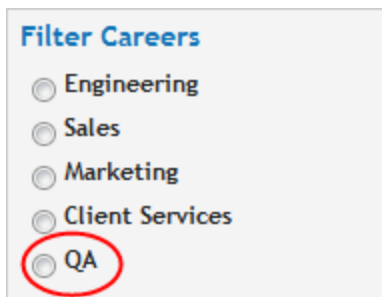 Filter Careers
Engineering
Sales
Marketing
Client Services
QA